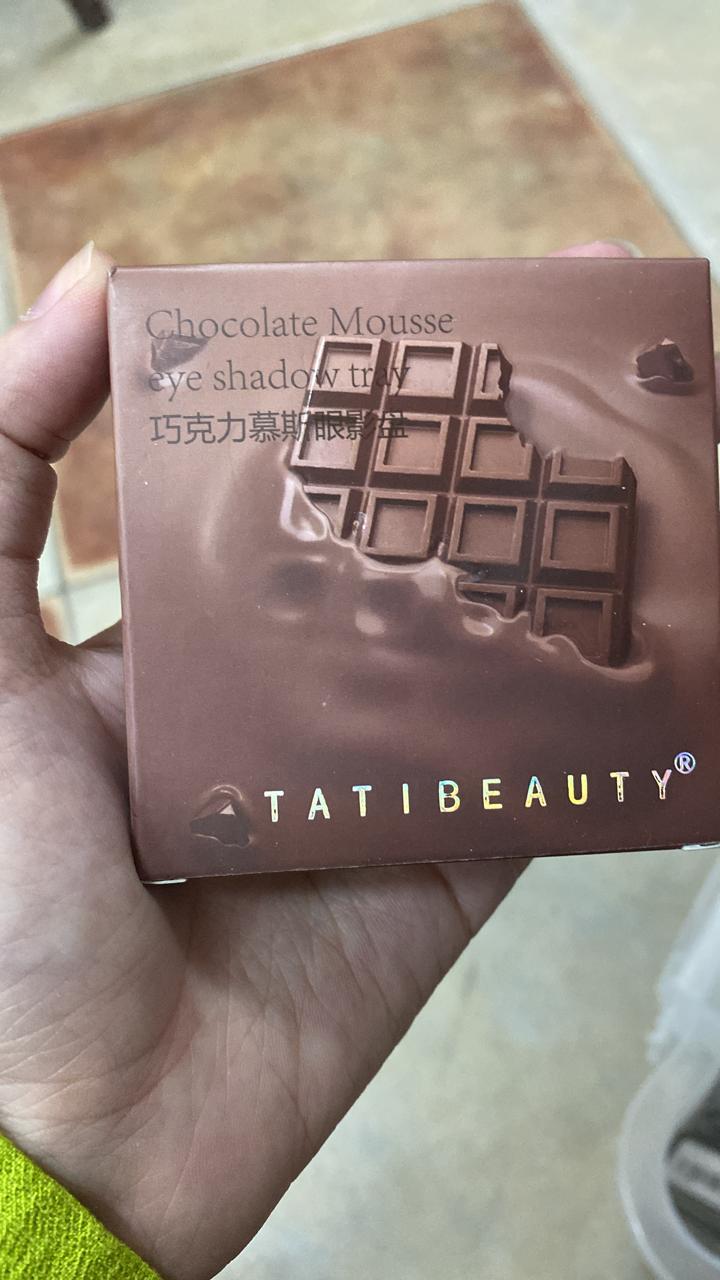 Chocolate Mousse
eye shadow tray
巧克力慕斯眼影盘
TATIBEAUTY®